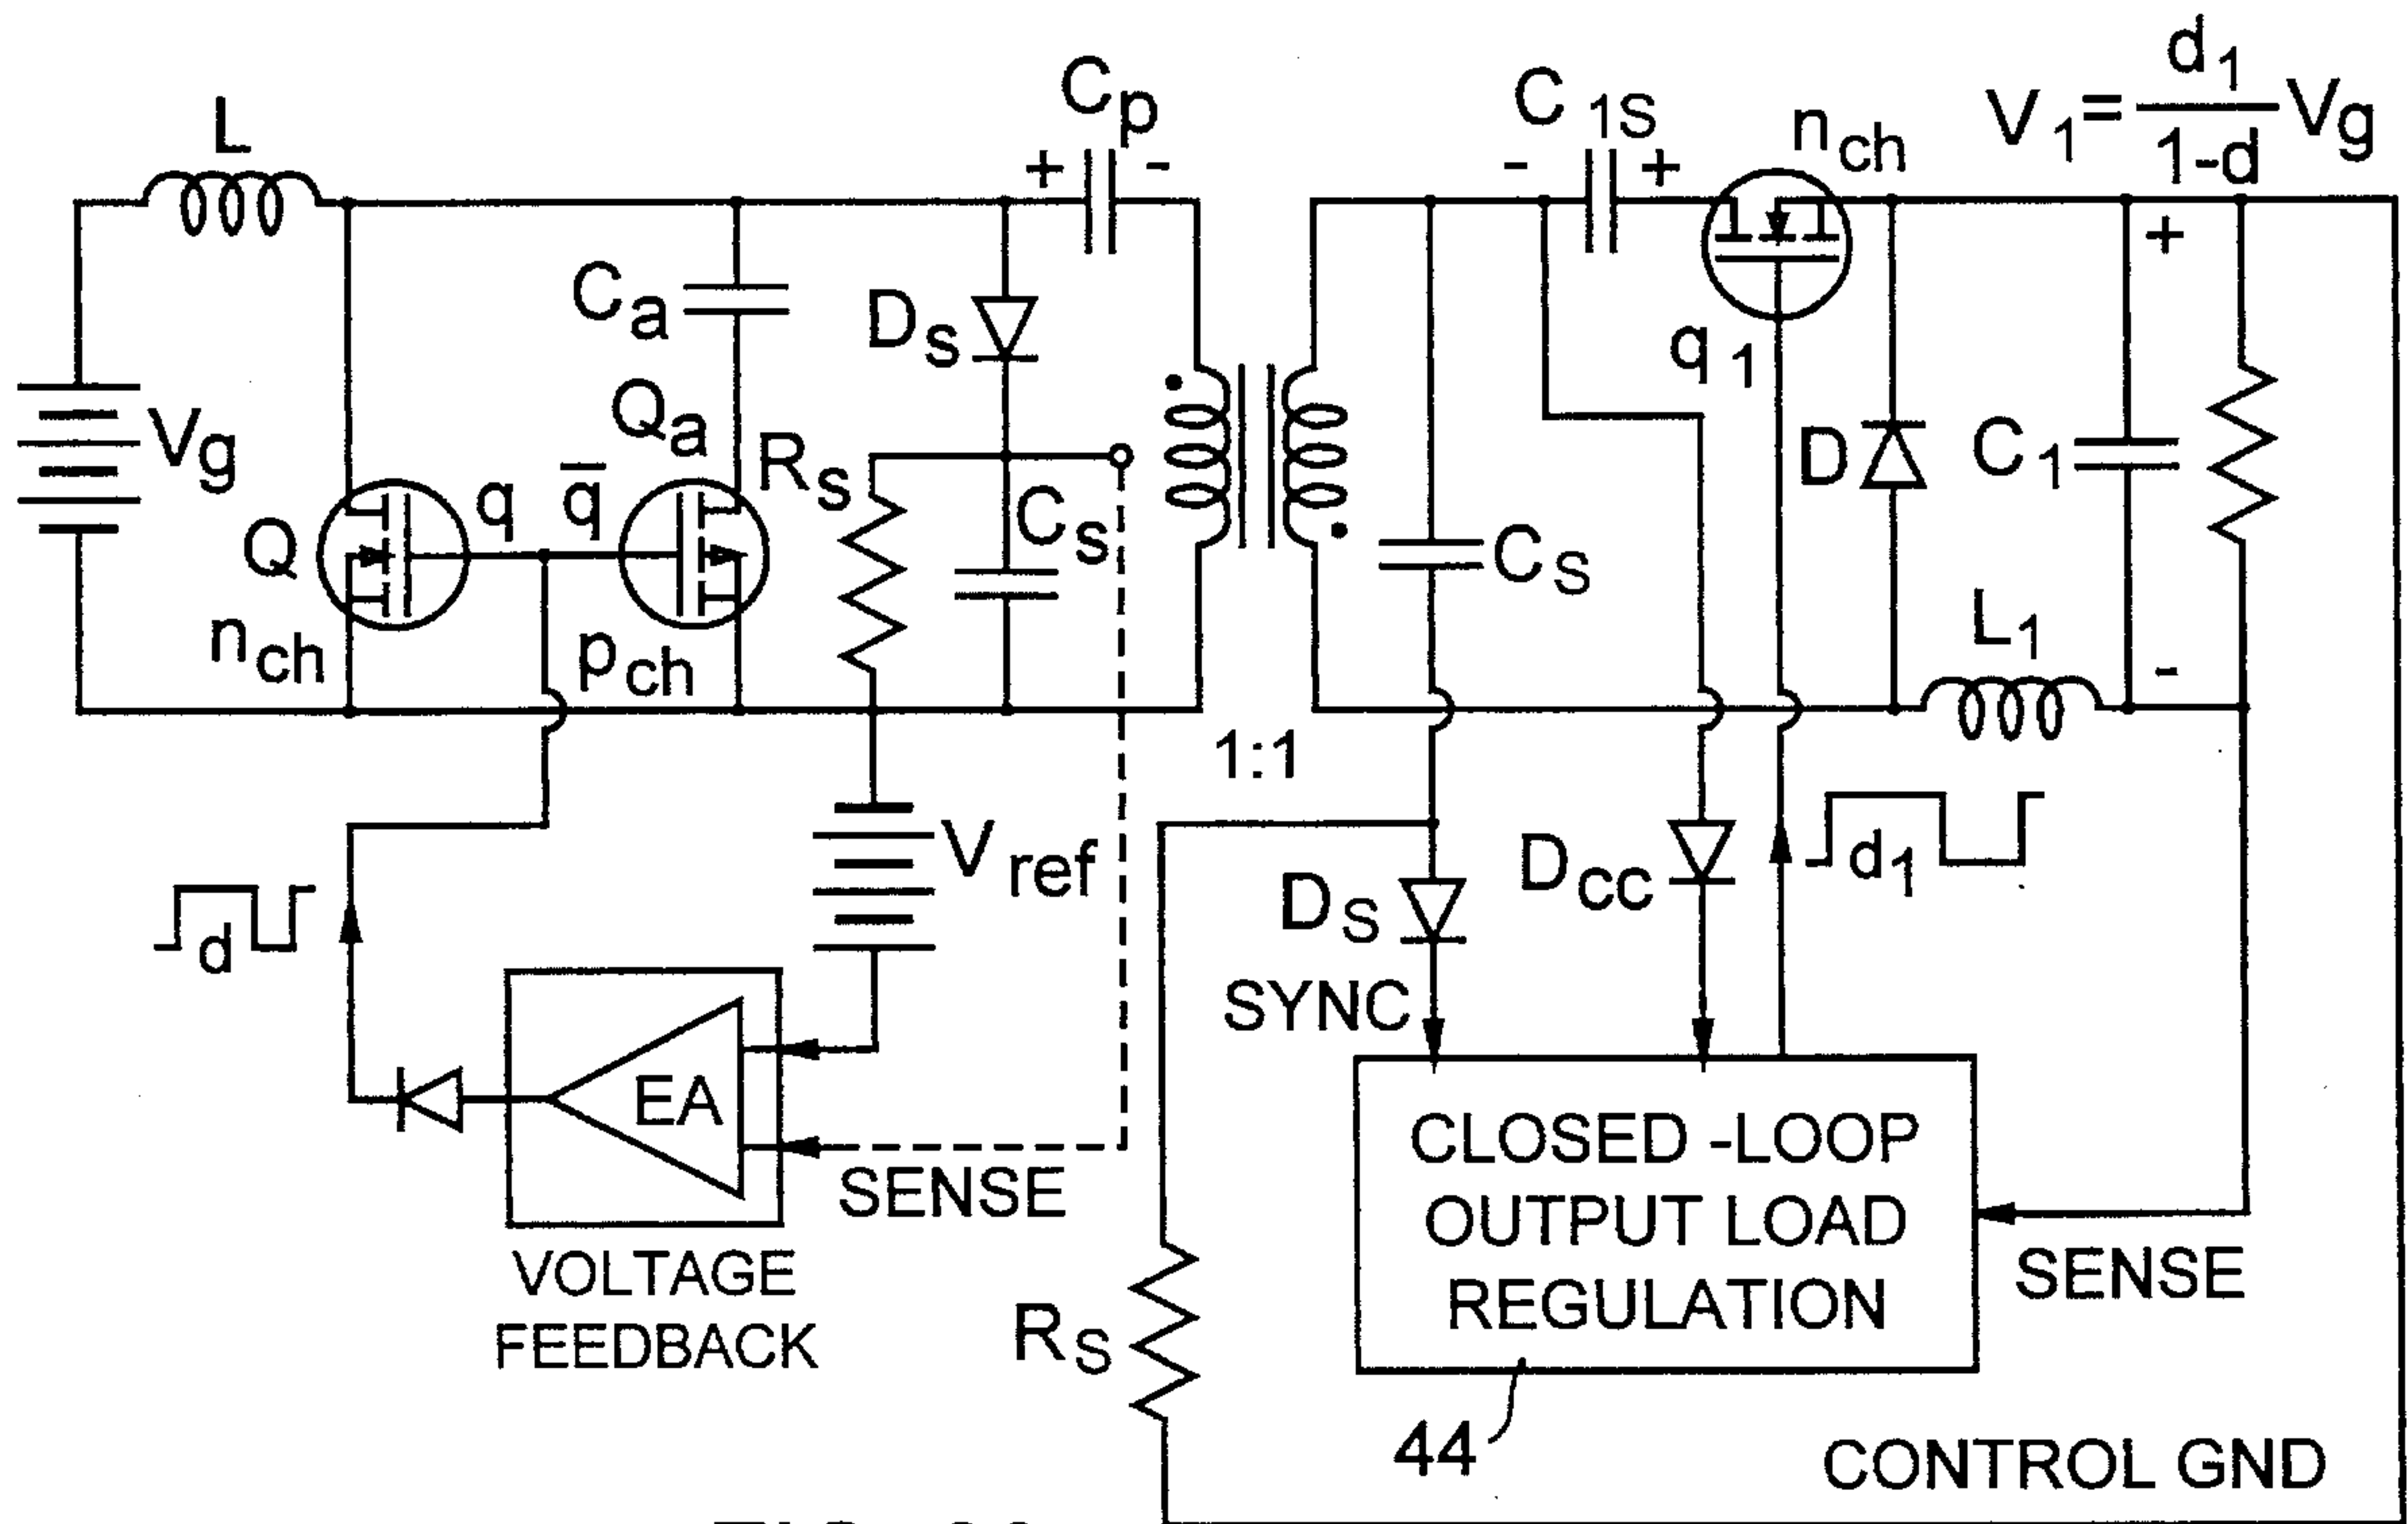 L
Vg
Q
nch
q
q̅
Qa
pch
Ca
Ds
Rs
Cs
Cp
+ -
1:1
C1S
- +
nch
q1
V1 = d1/(1-d) Vg
D
C1
+
-
L1
CS
d
Vref
EA
SENSE
VOLTAGE
FEEDBACK
DS
SYNC
Dcc
d1
RS
CLOSED -LOOP
OUTPUT LOAD
REGULATION
SENSE
44
CONTROL GND